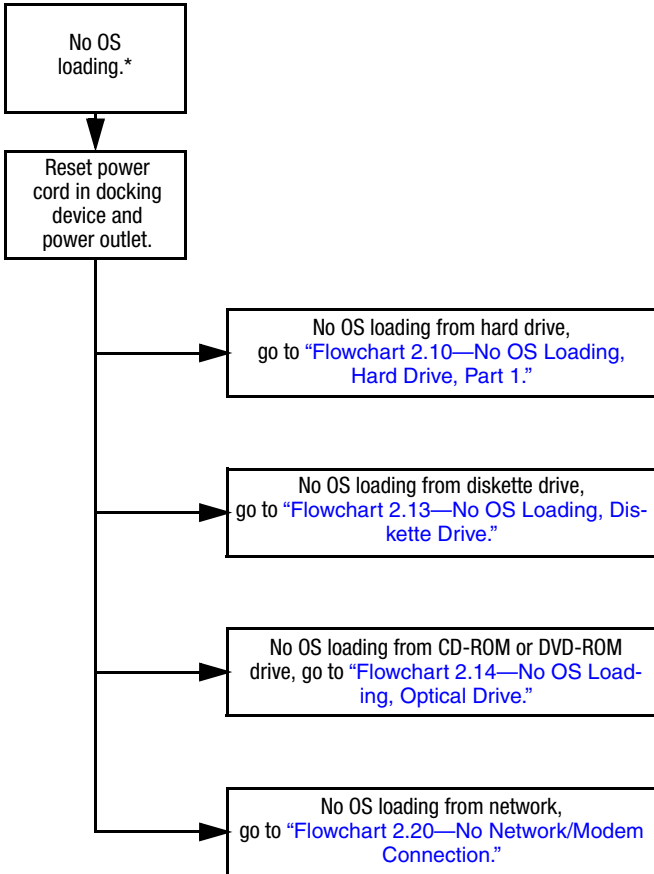 No OS
loading.*
Reset power
cord in docking
device and
power outlet.
No OS loading from hard drive,
go to “Flowchart 2.10—No OS Loading,
Hard Drive, Part 1.”
No OS loading from diskette drive,
go to “Flowchart 2.13—No OS Loading, Dis-
kette Drive.”
No OS loading from CD-ROM or DVD-ROM
drive, go to “Flowchart 2.14—No OS Load-
ing, Optical Drive.”
No OS loading from network,
go to “Flowchart 2.20—No Network/Modem
Connection.”